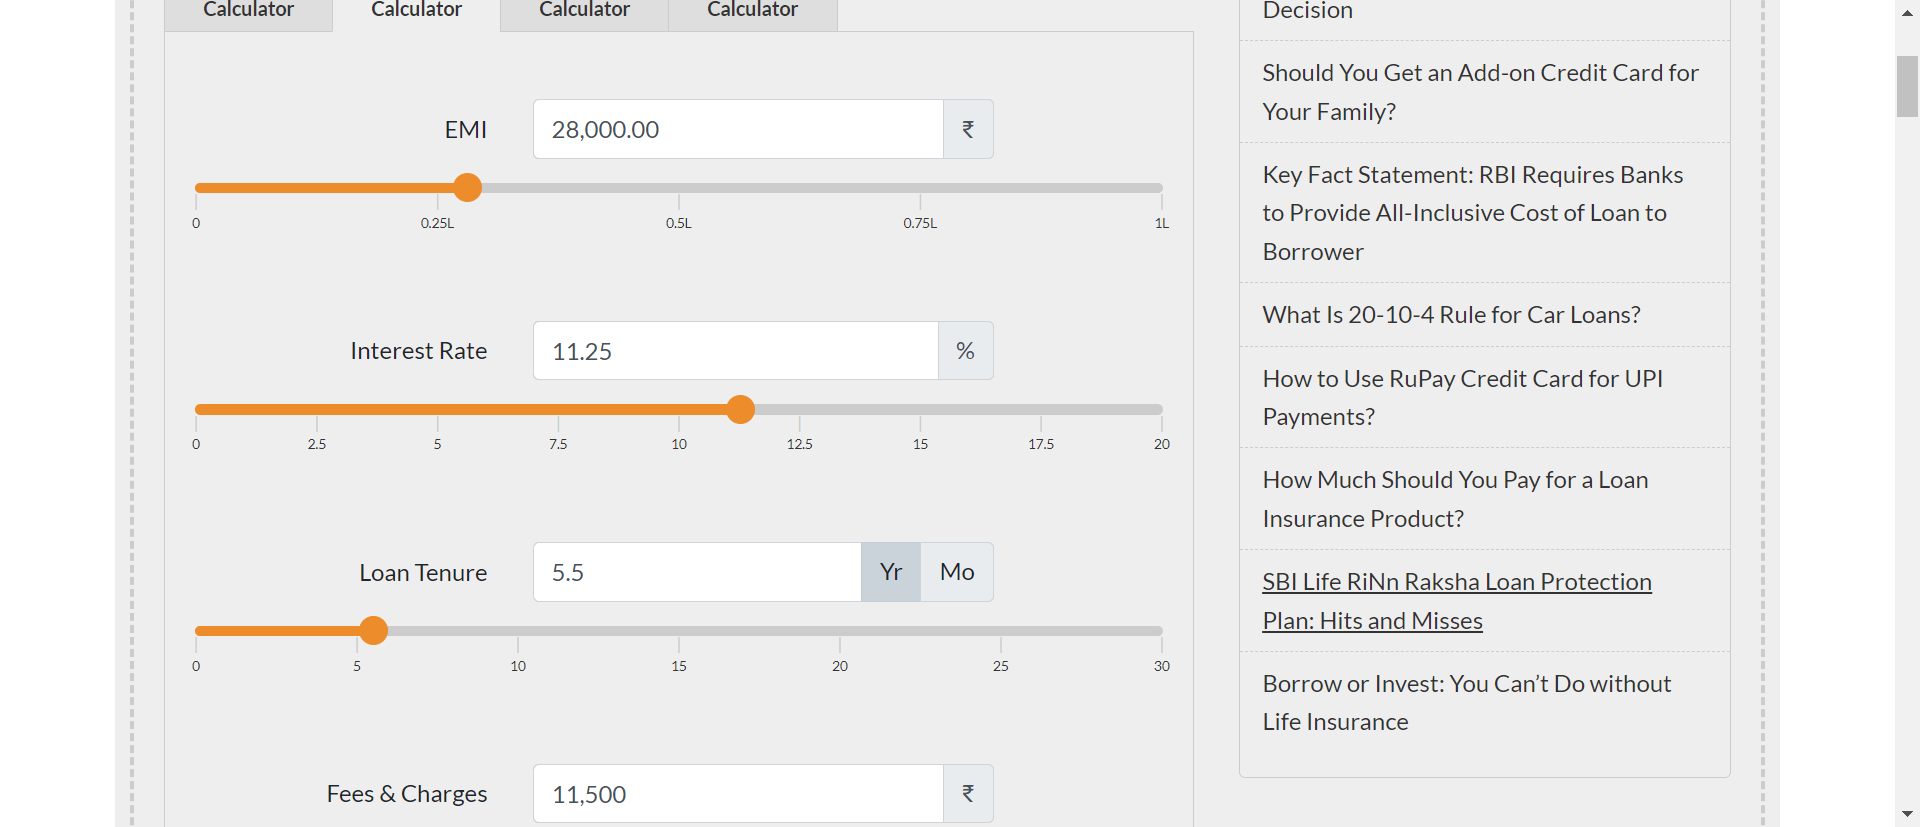 Calculator
Calculator
Calculator
Calculator
EMI
28,000.00
₹
0
0.25L
0.5L
0.75L
1L
Interest Rate
11.25
%
0
2.5
5
7.5
10
12.5
15
17.5
20
Loan Tenure
5.5
Yr
Mo
0
5
10
15
20
25
30
Fees & Charges
11,500
₹
Decision
Should You Get an Add-on Credit Card for
Your Family?
Key Fact Statement: RBI Requires Banks
to Provide All-Inclusive Cost of Loan to
Borrower
What Is 20-10-4 Rule for Car Loans?
How to Use RuPay Credit Card for UPI
Payments?
How Much Should You Pay for a Loan
Insurance Product?
SBI Life RiNn Raksha Loan Protection
Plan: Hits and Misses
Borrow or Invest: You Can’t Do without
Life Insurance